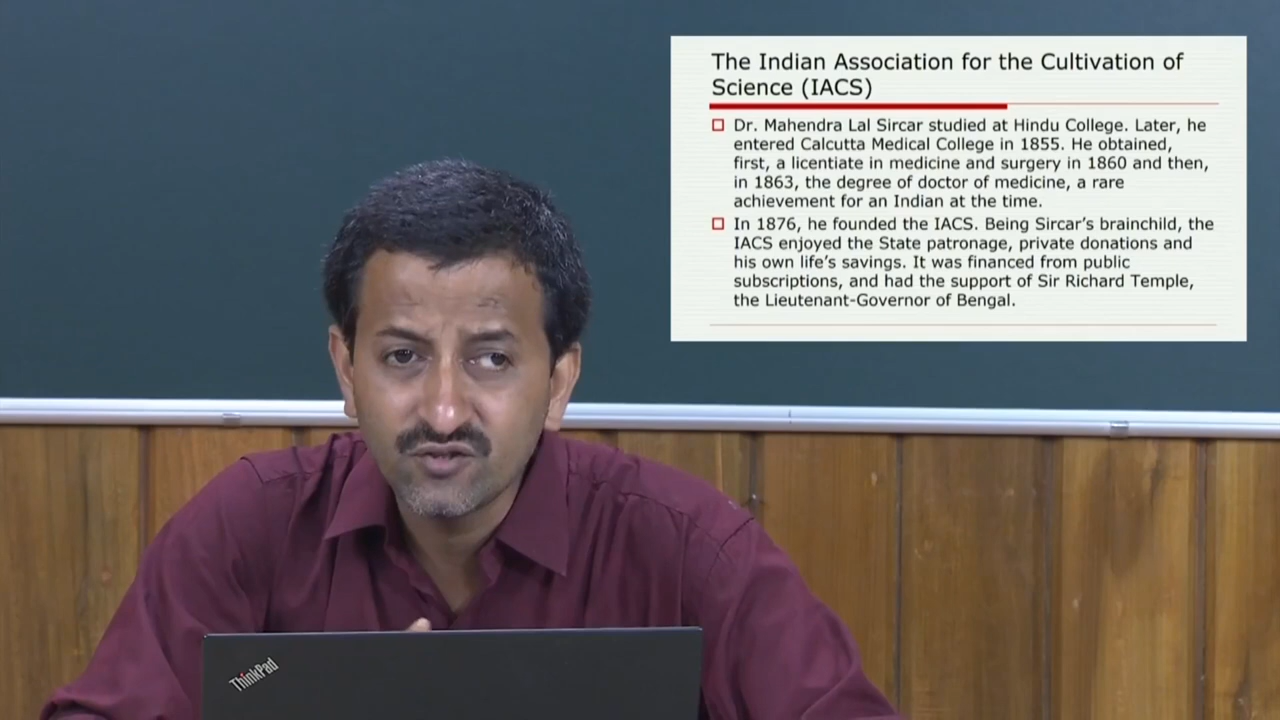 The Indian Association for the Cultivation of
Science (IACS)
Dr. Mahendra Lal Sircar studied at Hindu College. Later, he
entered Calcutta Medical College in 1855. He obtained,
first, a licentiate in medicine and surgery in 1860 and then,
in 1863, the degree of doctor of medicine, a rare
achievement for an Indian at the time.
In 1876, he founded the IACS. Being Sircar’s brainchild, the
IACS enjoyed the State patronage, private donations and
his own life’s savings. It was financed from public
subscriptions, and had the support of Sir Richard Temple,
the Lieutenant-Governor of Bengal.
ThinkPad